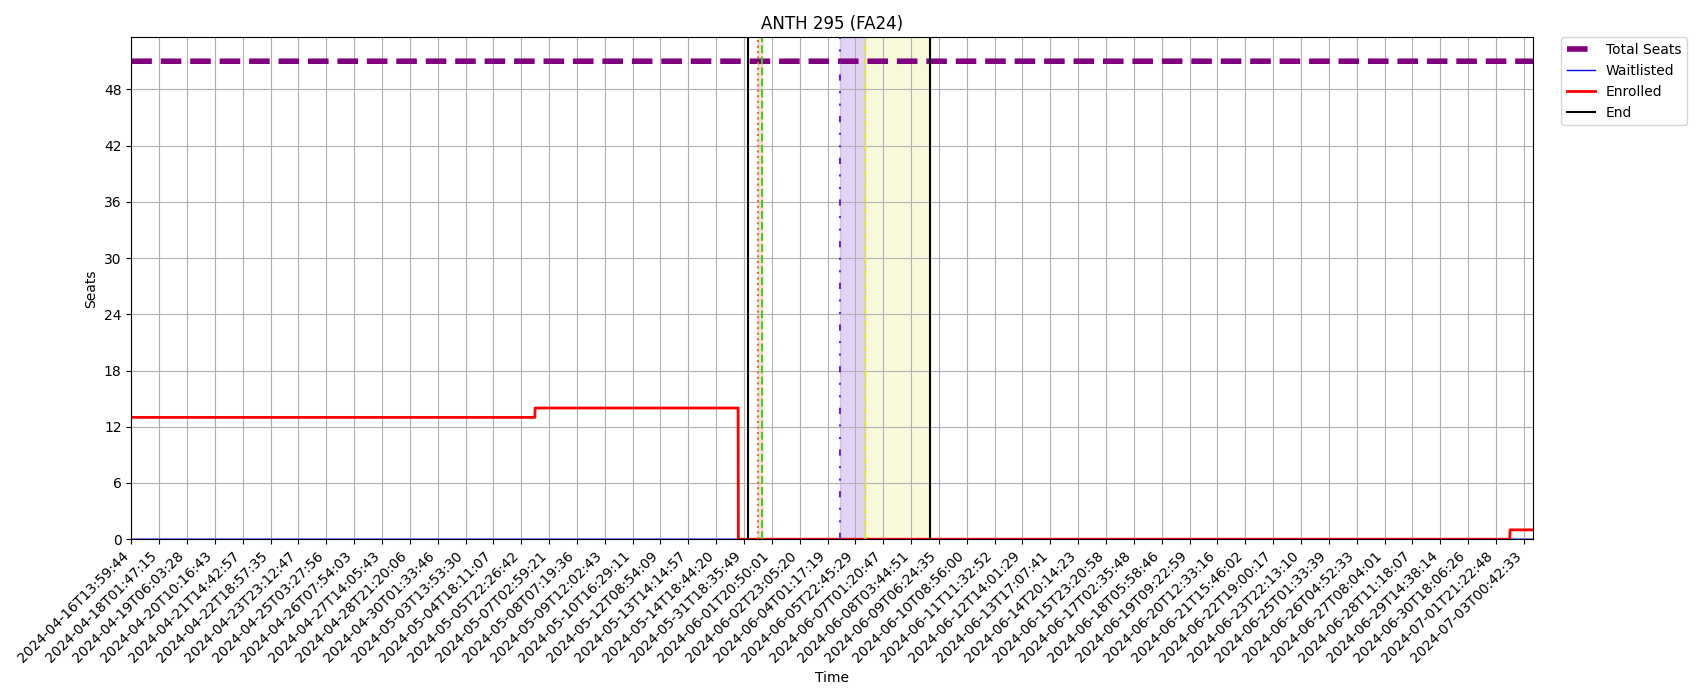 ANTH 295 (FA24)
Total Seats
Waitlisted
Enrolled
End
Seats
48
42
36
30
24
18
12
6
0
2024-04-16T13:59:44
2024-04-18T01:47:15
2024-04-19T06:03:28
2024-04-20T10:16:43
2024-04-21T14:42:57
2024-04-22T18:57:35
2024-04-23T23:12:47
2024-04-25T03:27:56
2024-04-26T07:54:03
2024-04-27T14:05:43
2024-04-28T21:20:06
2024-04-30T01:33:46
2024-05-03T13:53:30
2024-05-04T18:11:07
2024-05-05T22:26:42
2024-05-07T02:59:21
2024-05-08T07:19:36
2024-05-09T12:02:43
2024-05-10T16:29:11
2024-05-12T08:54:09
2024-05-13T14:14:57
2024-05-14T18:44:20
2024-05-31T18:35:49
2024-06-01T20:50:01
2024-06-02T23:05:20
2024-06-04T01:17:19
2024-06-05T22:45:29
2024-06-07T01:20:47
2024-06-08T03:44:51
2024-06-09T06:24:35
2024-06-10T08:56:00
2024-06-11T11:32:52
2024-06-12T14:01:29
2024-06-13T17:07:41
2024-06-14T20:14:23
2024-06-15T23:20:58
2024-06-17T02:35:48
2024-06-18T05:58:46
2024-06-19T09:22:59
2024-06-20T12:33:16
2024-06-21T15:46:02
2024-06-22T19:00:17
2024-06-23T22:13:10
2024-06-25T01:33:39
2024-06-26T04:52:33
2024-06-27T08:04:01
2024-06-28T11:18:07
2024-06-29T14:38:14
2024-06-30T18:06:26
2024-07-01T21:22:48
2024-07-03T00:42:33
Time